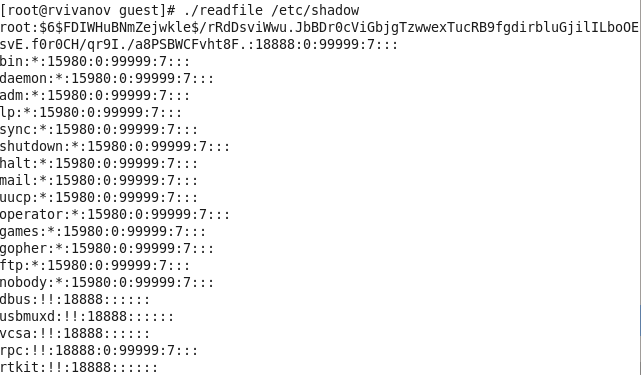 [root@rvivanov guest]# ./readfile /etc/shadow
root:$6$FDIWHuBNmZejwkle$/rRdDsviWwu.JbBDr0cViGbjgTzwwexTucRB9fgdirbluGjilILboOE
svE.f0r0CH/qr9I./a8PSBWCFvht8F.:18888:0:99999:7:::
bin:*:15980:0:99999:7:::
daemon:*:15980:0:99999:7:::
adm:*:15980:0:99999:7:::
lp:*:15980:0:99999:7:::
sync:*:15980:0:99999:7:::
shutdown:*:15980:0:99999:7:::
halt:*:15980:0:99999:7:::
mail:*:15980:0:99999:7:::
uucp:*:15980:0:99999:7:::
operator:*:15980:0:99999:7:::
games:*:15980:0:99999:7:::
gopher:*:15980:0:99999:7:::
ftp:*:15980:0:99999:7:::
nobody:*:15980:0:99999:7:::
dbus:!!:18888::::::
usbmuxd:!!:18888::::::
vcsa:!!:18888::::::
rpc:!!:18888:0:99999:7:::
rtkit:!!:18888::::::